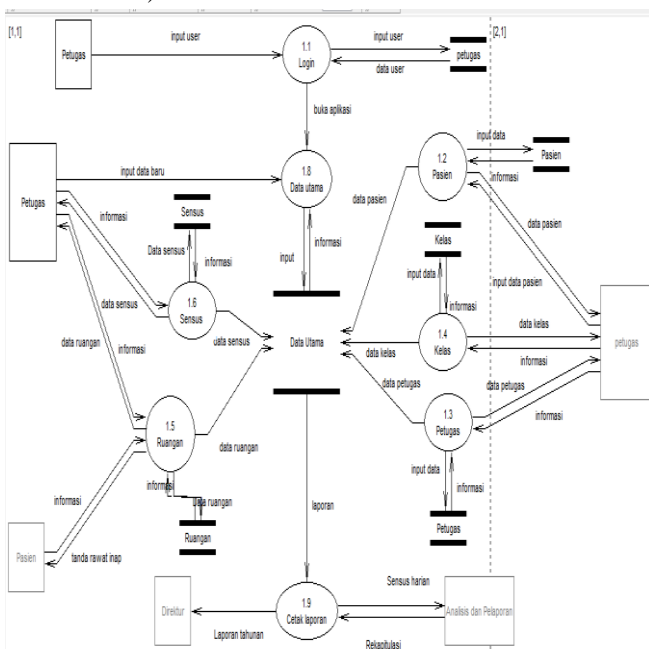 [1,1]
[2,1]
Petugas
input user
1.1
Login
input user
data user
petugas
buka aplikasi
Petugas
input data baru
1.8
Data utama
1.2
Pasien
input data
informasi
Pasien
informasi
Sensus
Data sensus
informasi
input
informasi
data pasien
Kelas
input data
informasi
data pasien
input data pasien
petugas
data sensus
1.6
Sensus
data sensus
Data Utama
data kelas
1.4
Kelas
data kelas
informasi
data ruangan
informasi
data petugas
data petugas
informasi
1.5
Ruangan
data ruangan
1.3
Petugas
input data
informasi
Petugas
informasi
data ruangan
Ruangan
informasi
Pasien
tanda rawat inap
laporan
Direktur
Laporan tahunan
1.9
Cetak laporan
Sensus harian
Rekapitulasi
Analisis dan Pelaporan